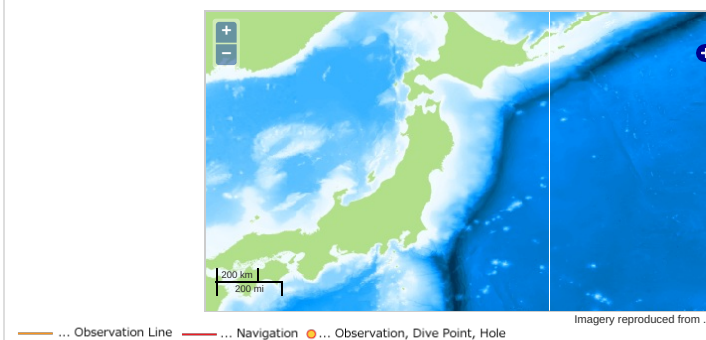 +
−
200 km
200 mi
Imagery reproduced from .
... Observation Line ... Navigation ... Observation, Dive Point, Hole